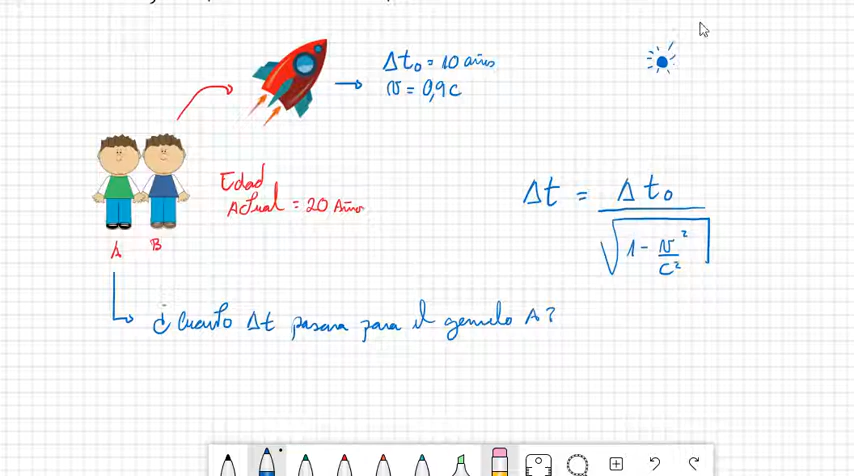 Δt₀ = 10 años
v = 0,9 c
Edad
Actual = 20 Años
Δt = Δt₀ / √(1 - v²/c²)
A B
¿Cuanto Δt pasara para el gemelo A?